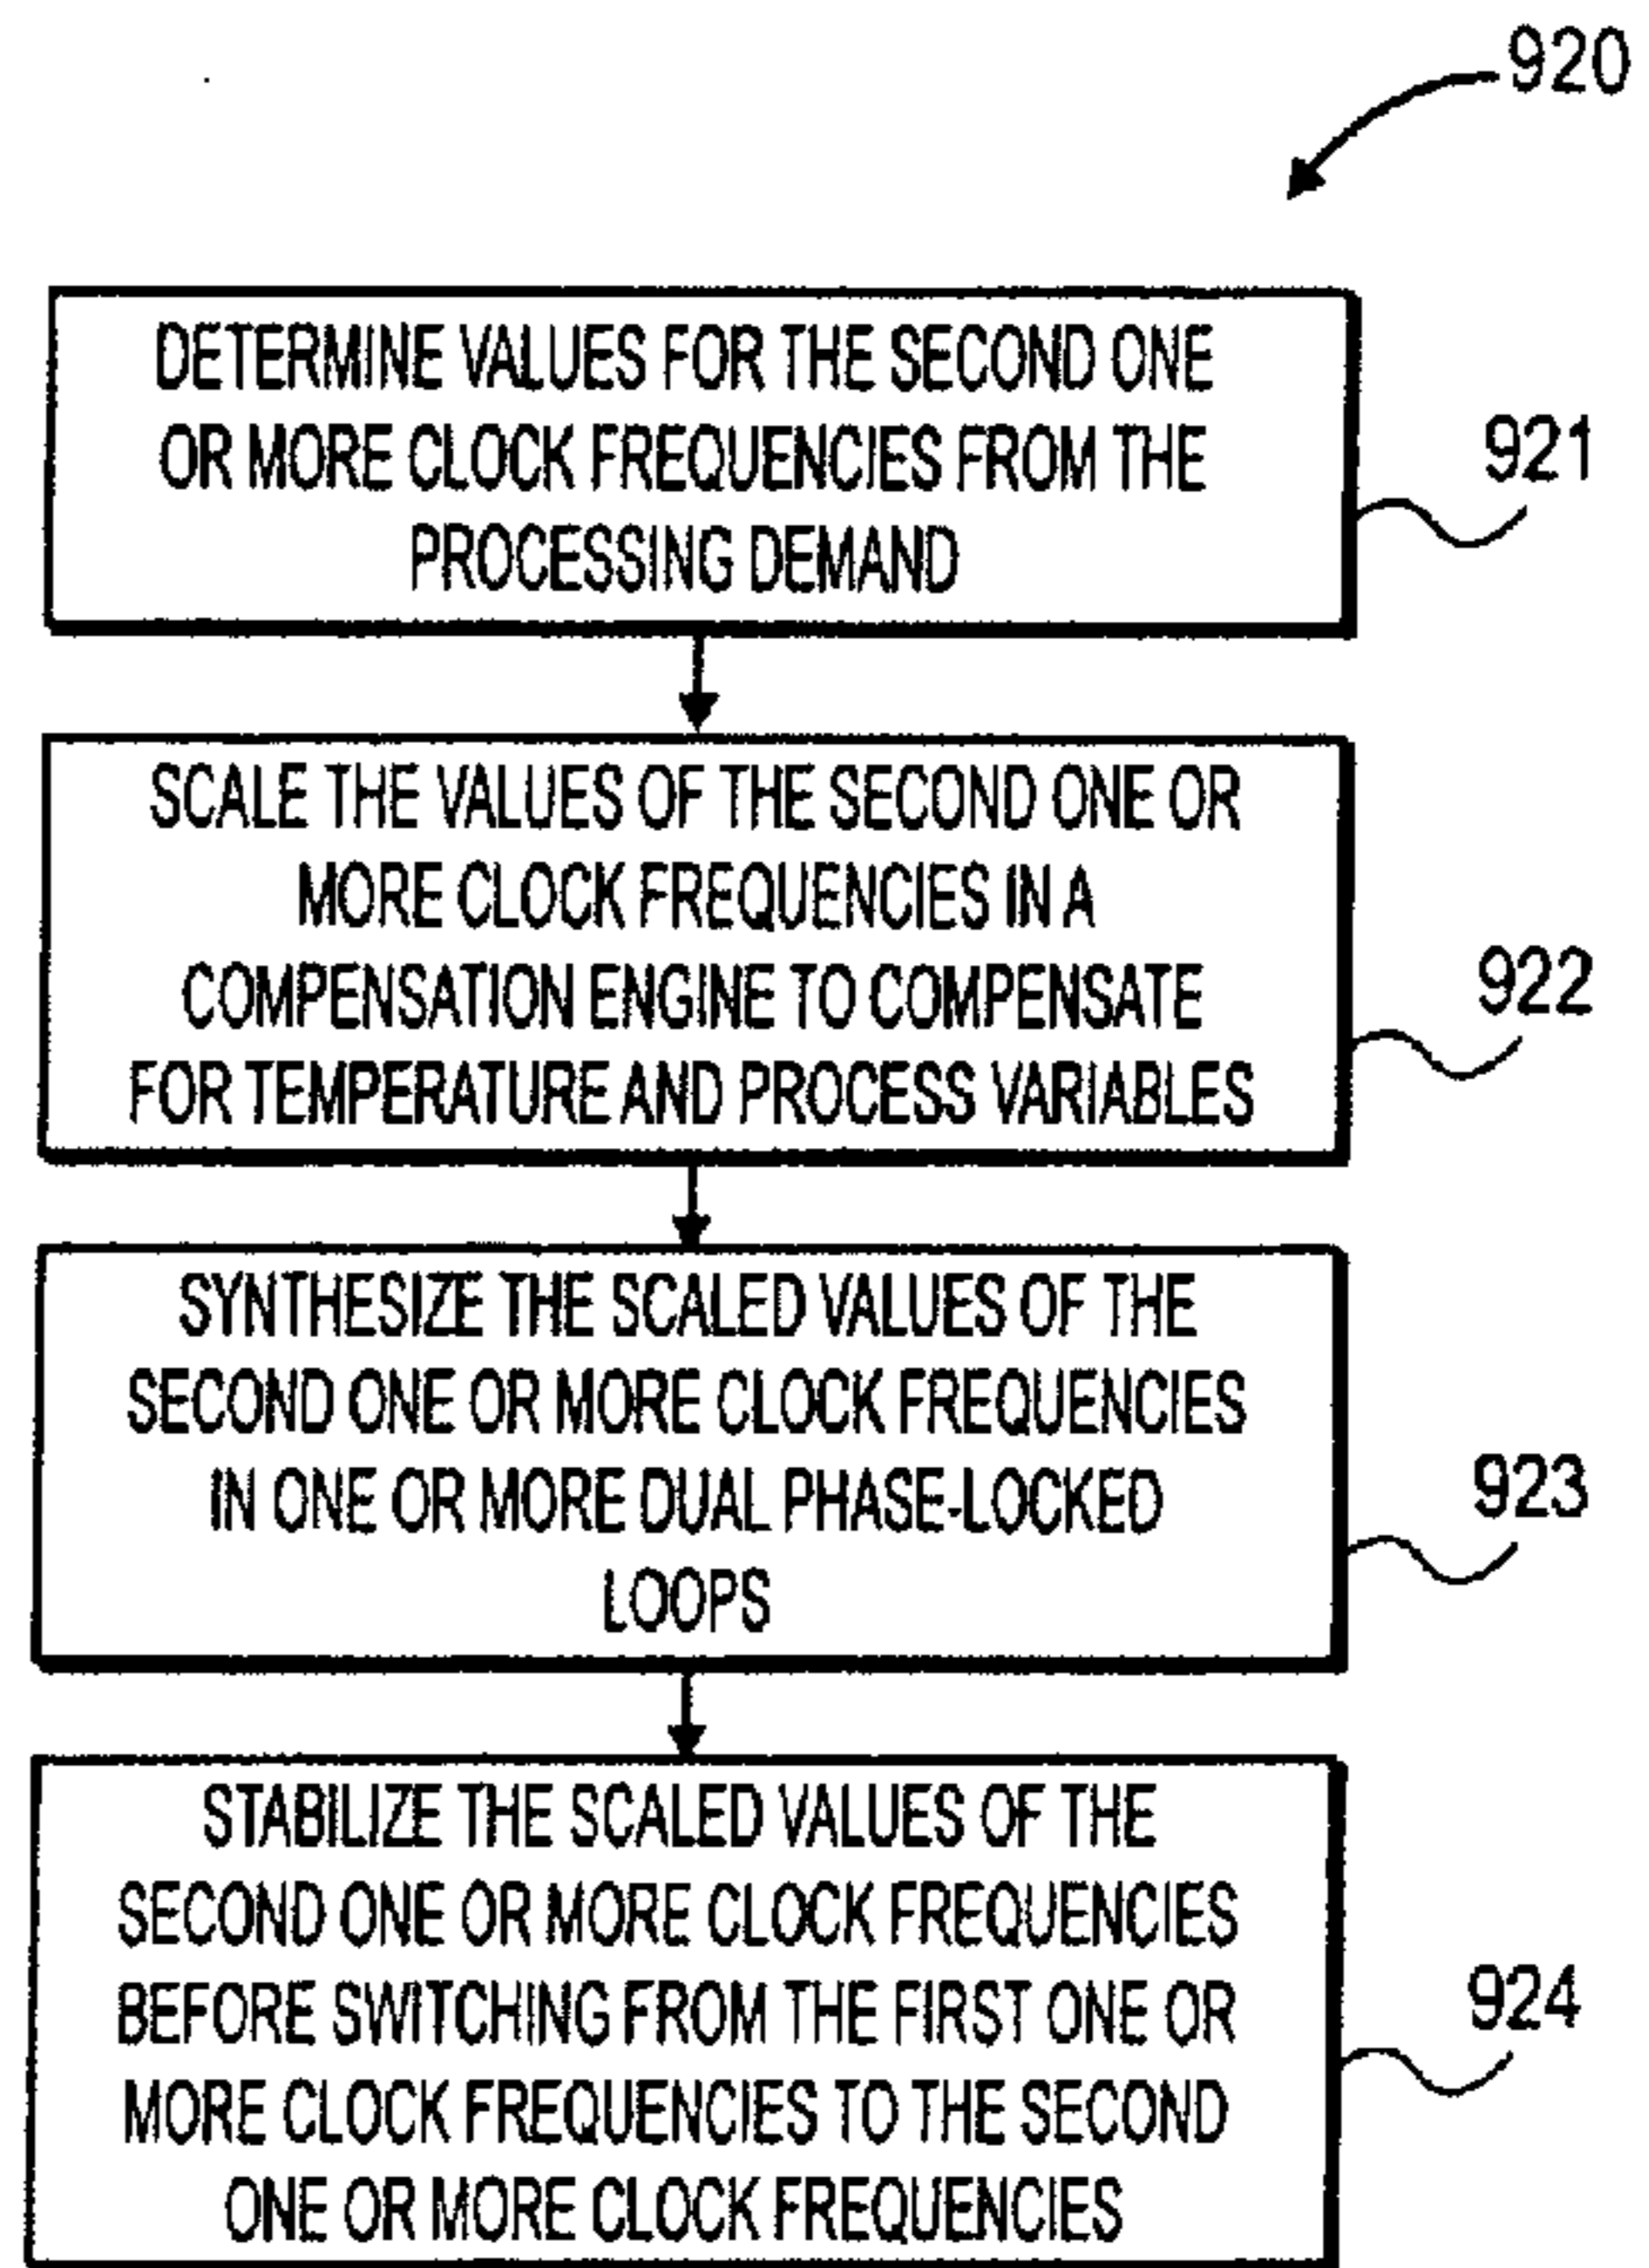 920
DETERMINE VALUES FOR THE SECOND ONE
OR MORE CLOCK FREQUENCIES FROM THE
PROCESSING DEMAND
921
SCALE THE VALUES OF THE SECOND ONE OR
MORE CLOCK FREQUENCIES IN A
COMPENSATION ENGINE TO COMPENSATE
FOR TEMPERATURE AND PROCESS VARIABLES
922
SYNTHESIZE THE SCALED VALUES OF THE
SECOND ONE OR MORE CLOCK FREQUENCIES
IN ONE OR MORE DUAL PHASE-LOCKED
LOOPS
923
STABILIZE THE SCALED VALUES OF THE
SECOND ONE OR MORE CLOCK FREQUENCIES
BEFORE SWITCHING FROM THE FIRST ONE OR
MORE CLOCK FREQUENCIES TO THE SECOND
ONE OR MORE CLOCK FREQUENCIES
924